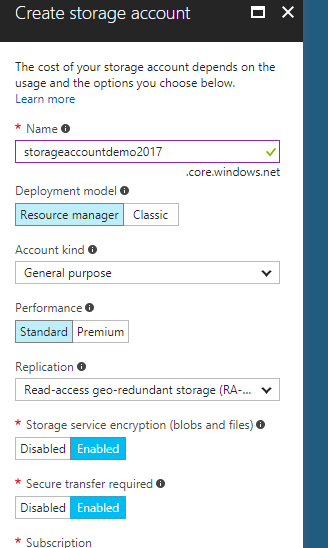 Create storage account
The cost of your storage account depends on the
usage and the options you choose below.
Learn more
* Name
storageaccountdemo2017
.core.windows.net
Deployment model
Resource manager Classic
Account kind
General purpose
Performance
Standard Premium
Replication
Read-access geo-redundant storage (RA-...
* Storage service encryption (blobs and files)
Disabled Enabled
* Secure transfer required
Disabled Enabled
* Subscription